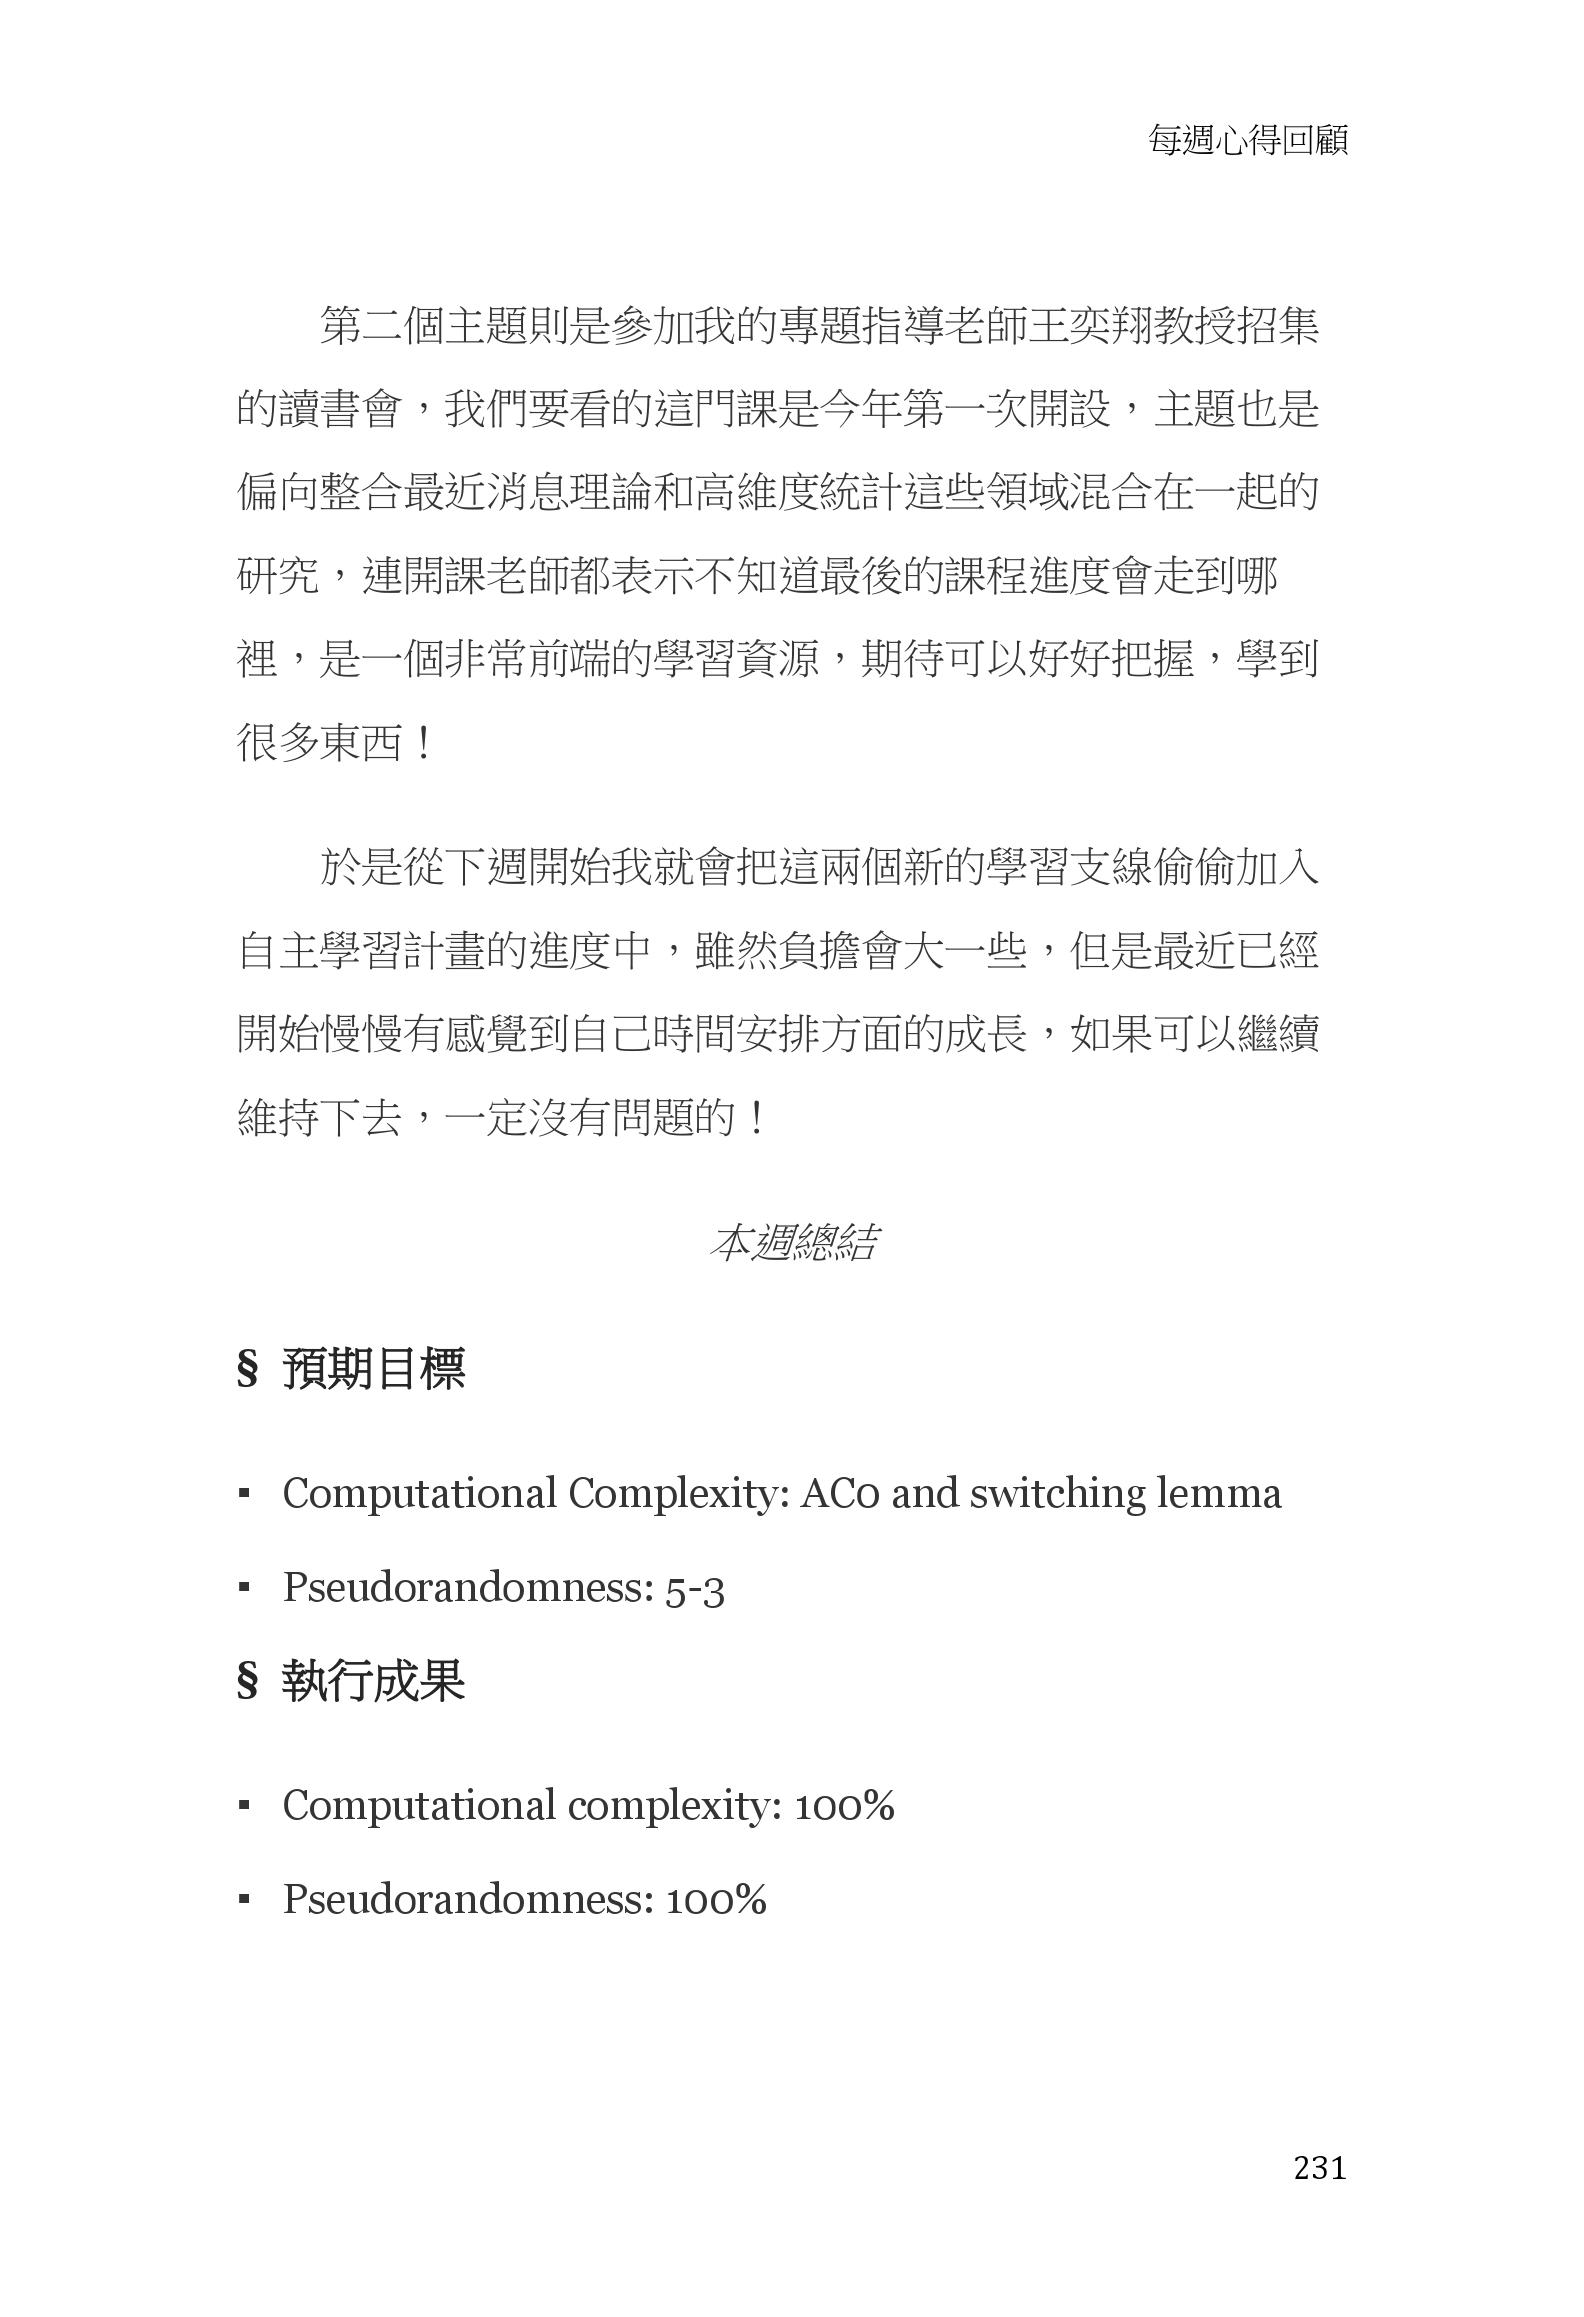 每週心得回顧
第二個主題則是參加我的專題指導老師王奕翔教授招集
的讀書會，我們要看的這門課是今年第一次開設，主題也是
偏向整合最近消息理論和高維度統計這些領域混合在一起的
研究，連開課老師都表示不知道最後的課程進度會走到哪
裡，是一個非常前端的學習資源，期待可以好好把握，學到
很多東西！
於是從下週開始我就會把這兩個新的學習支線偷偷加入
自主學習計畫的進度中，雖然負擔會大一些，但是最近已經
開始慢慢有感覺到自己時間安排方面的成長，如果可以繼續
維持下去，一定沒有問題的！
本週總結
§ 預期目標
▪ Computational Complexity: AC0 and switching lemma
▪ Pseudorandomness: 5-3
§ 執行成果
▪ Computational complexity: 100%
▪ Pseudorandomness: 100%
231